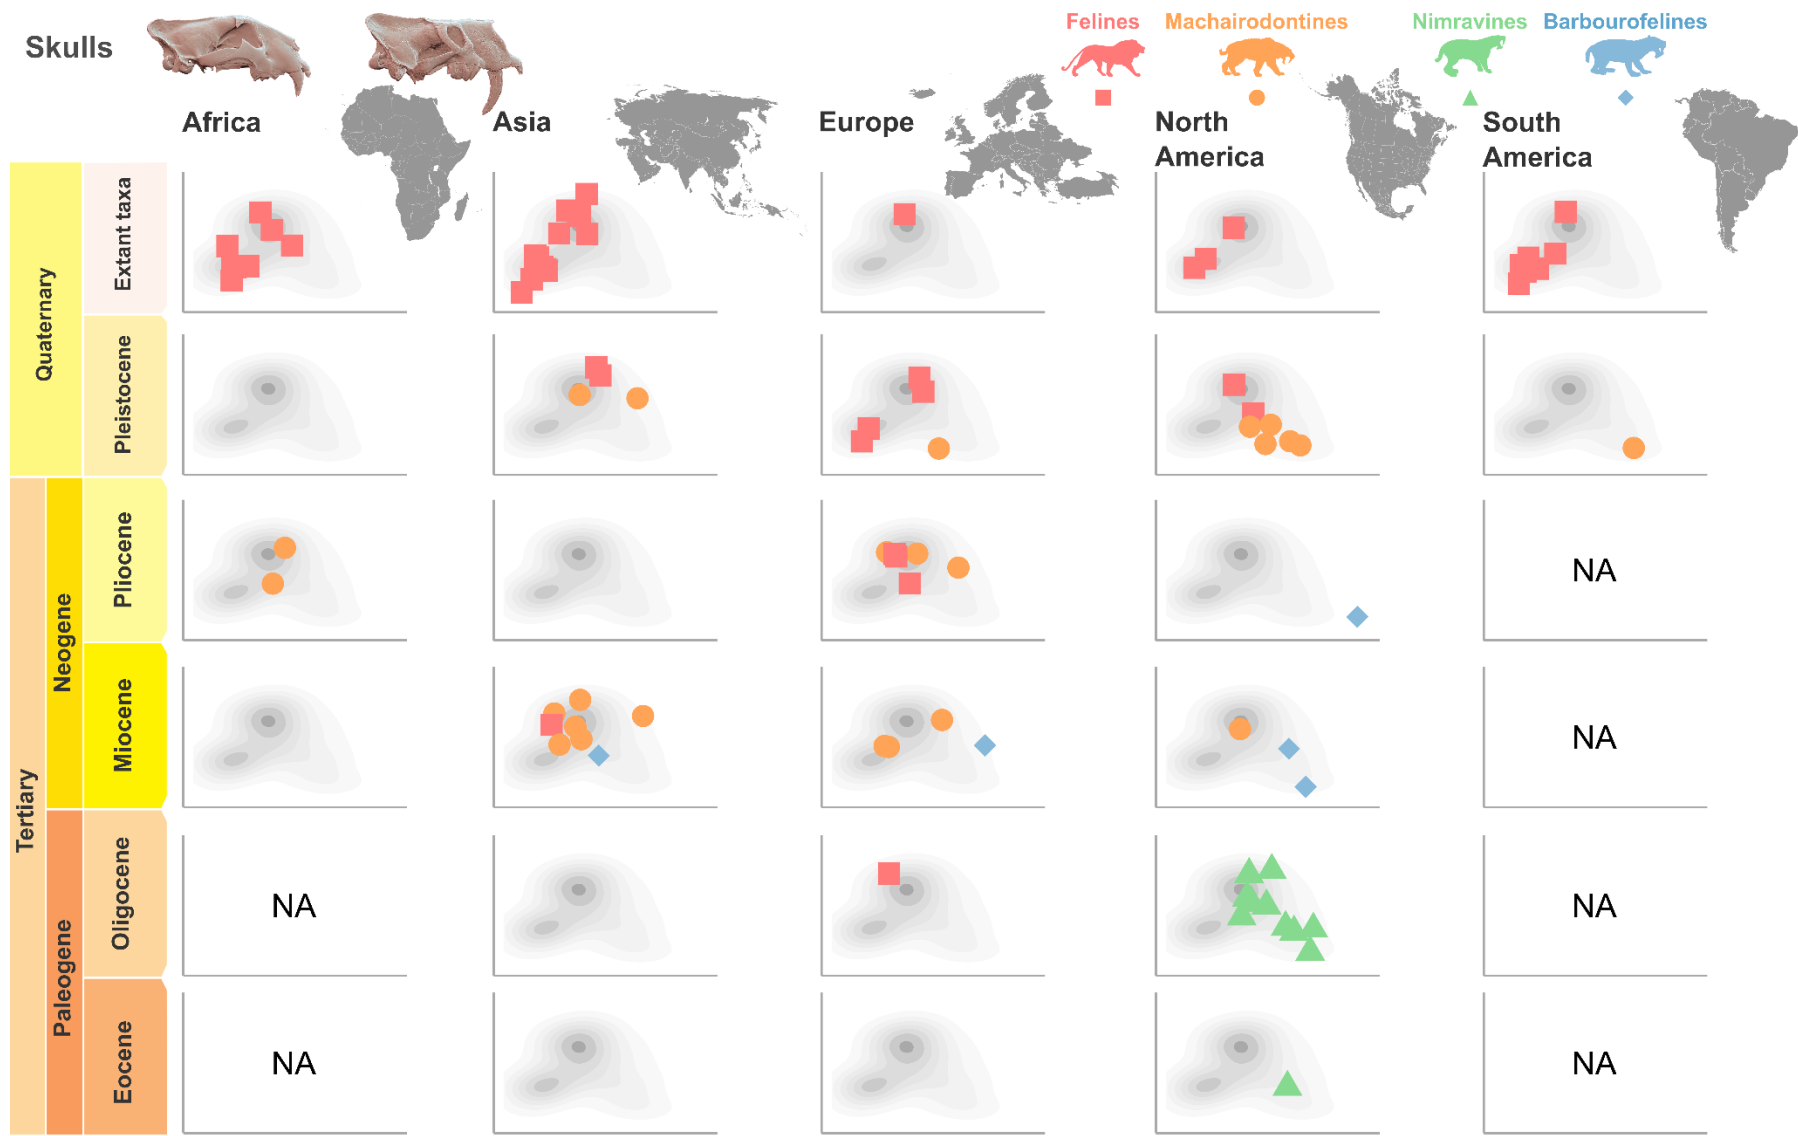 Skulls
Felines
Machairodontines
Nimravines
Barbourofelines
Africa
Asia
Europe
North
America
South
America
Quaternary
Extant taxa
Pleistocene
Tertiary
Neogene
Pliocene
NA
Miocene
NA
Paleogene
Oligocene
NA
NA
Eocene
NA
NA